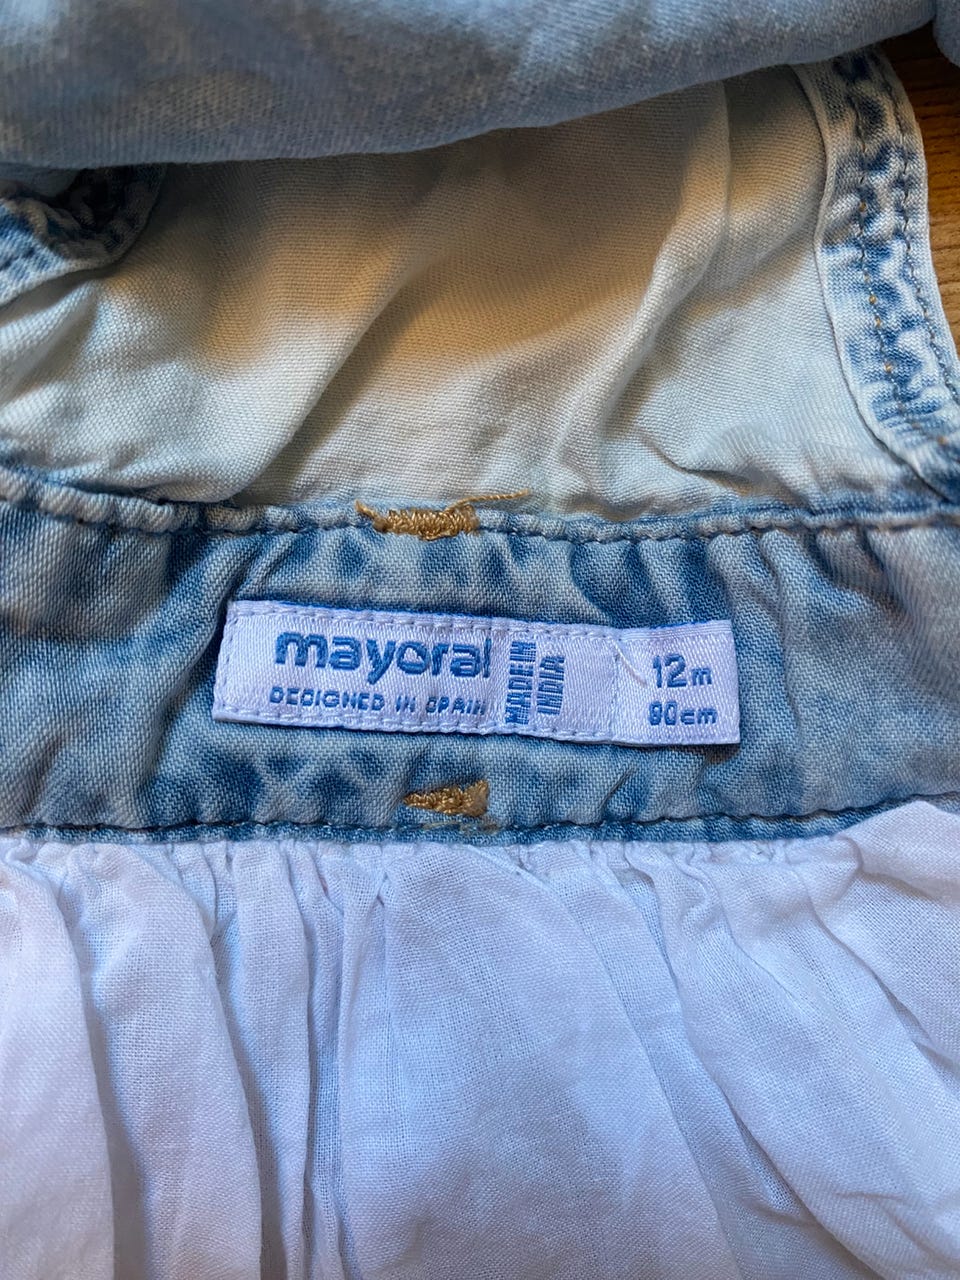 mayoral
DESIGNED IN SPAIN
MADE IN
INDIA
12m
80cm